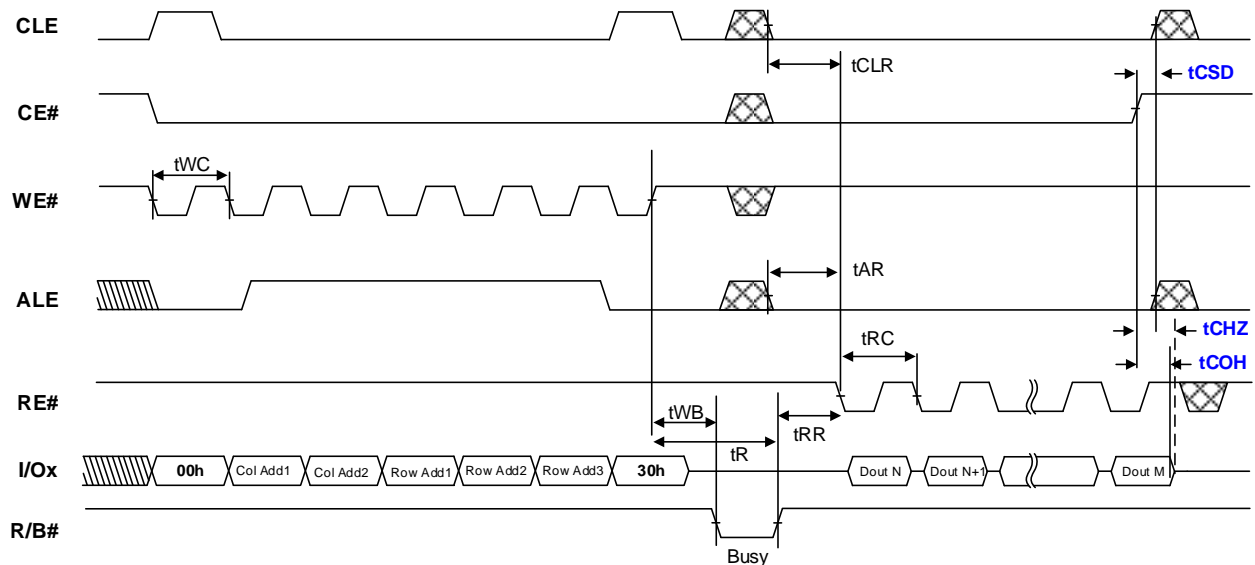 CLE
tCLR
tCSD
CE#
tWC
WE#
tAR
ALE
tCHZ
tRC
tCOH
RE#
tWB
tRR
tR
I/Ox
00h Col Add1 Col Add2 Row Add1 Row Add2 Row Add3 30h Dout N Dout N+1 Dout M
R/B#
Busy